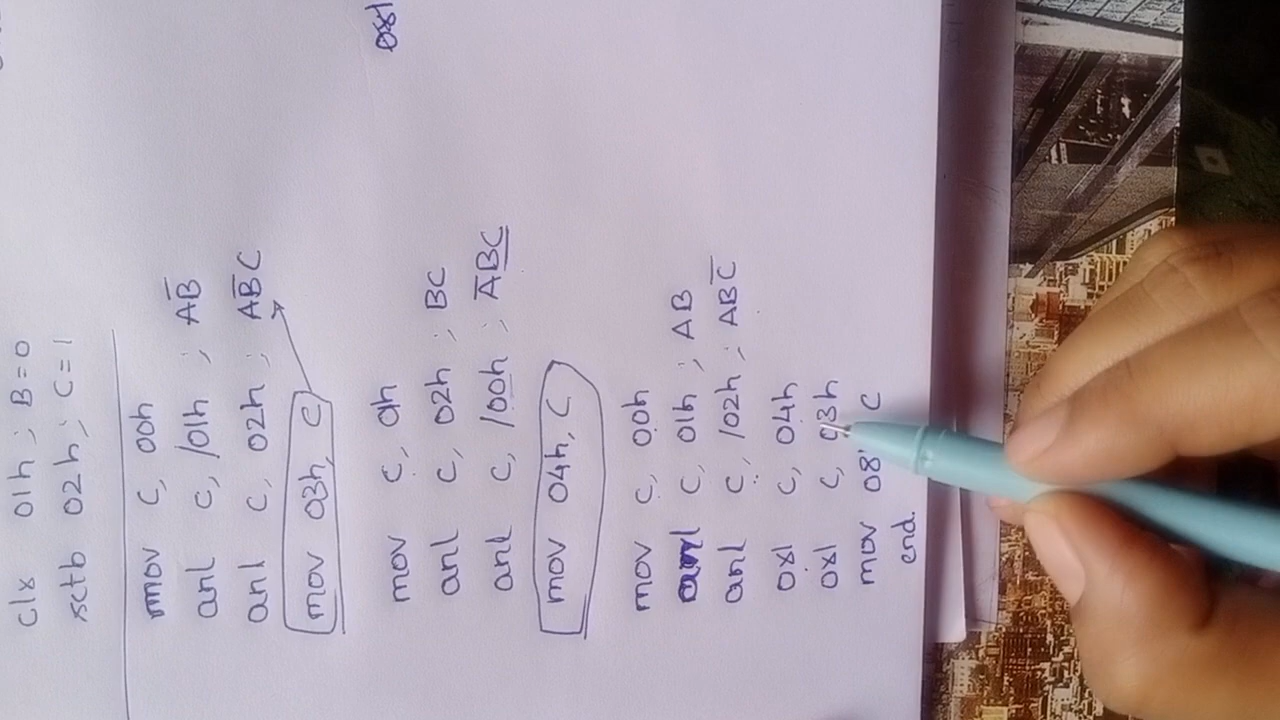 clr 01h ; B=0
setb 02h ; C=1
mov C, 00h
anl C, /01h ; AB̅
anl C, 02h ; AB̅C
mov 03h, C
mov C, 01h
anl C, 02h ; BC
anl C, /00h ; A̅BC
mov 04h, C
mov C, 00h
anl C, 01h ; AB
anl C, /02h ; ABC̅
orl C, 04h
orl C, 03h
mov 08 C
end.
orl